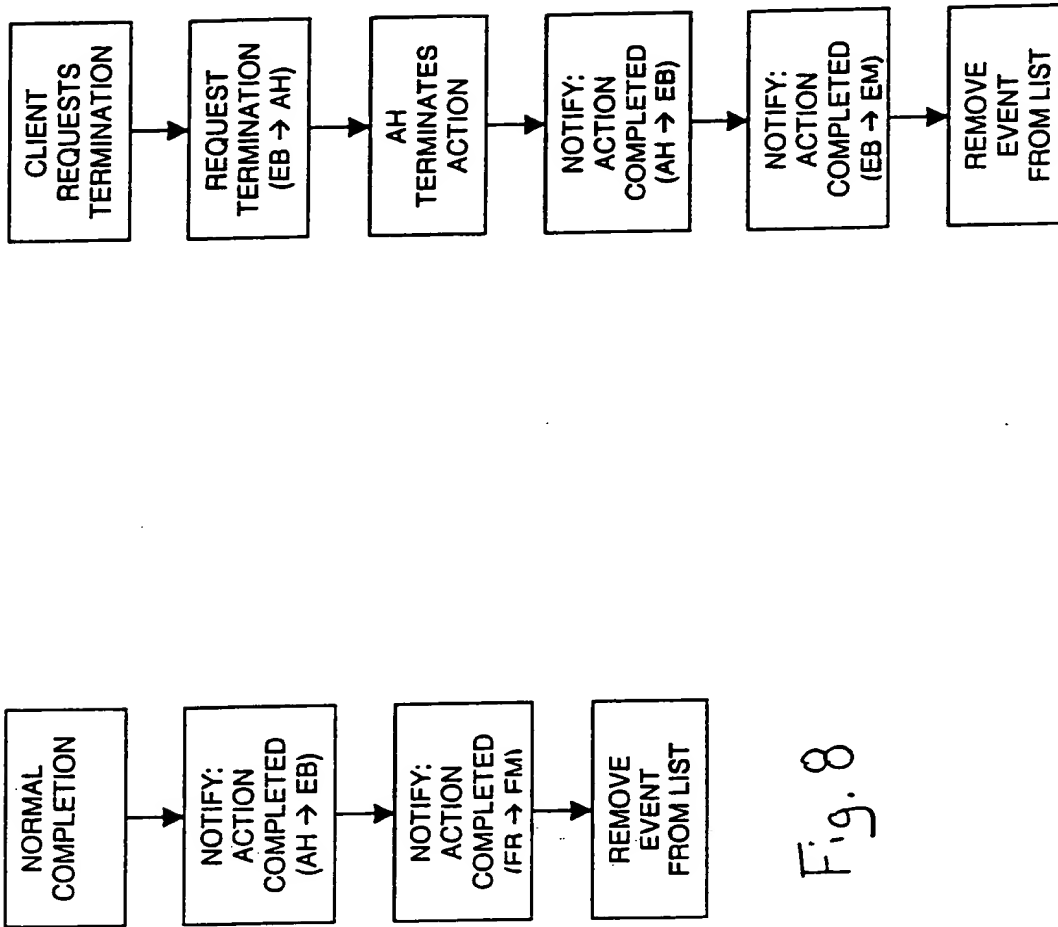 NORMAL
COMPLETION
NOTIFY:
ACTION
COMPLETED
(AH → EB)
NOTIFY:
ACTION
COMPLETED
(FR → FM)
REMOVE
EVENT
FROM LIST
CLIENT
REQUESTS
TERMINATION
REQUEST
TERMINATION
(EB → AH)
AH
TERMINATES
ACTION
NOTIFY:
ACTION
COMPLETED
(AH → EB)
NOTIFY:
ACTION
COMPLETED
(EB → EM)
REMOVE
EVENT
FROM LIST
Fig. 8